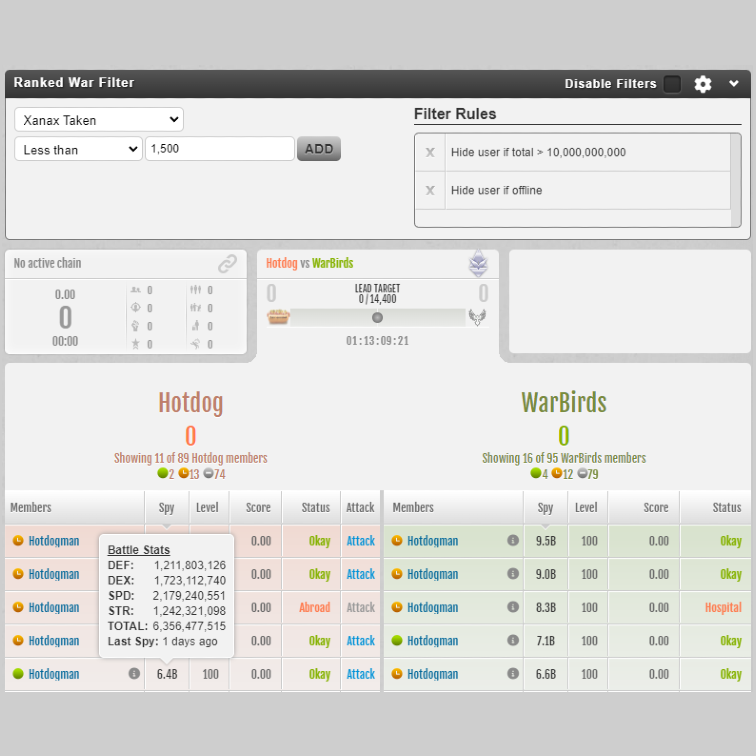 Ranked War Filter
Disable Filters
Xanax Taken
Less than
1,500
ADD
Filter Rules
X Hide user if total > 10,000,000,000
X Hide user if offline
No active chain
0.00
0
00:00
0 0
0 0
0 0
0 0
Hotdog vs WarBirds
0
LEAD TARGET
0 / 14,400
0
01:13:09:21
Hotdog
0
Showing 11 of 89 Hotdog members
2 13 74
WarBirds
0
Showing 16 of 95 WarBirds members
4 12 79
Members Spy Level Score Status Attack
Hotdogman 0.00 Okay Attack
Hotdogman 0.00 Okay Attack
Hotdogman 0.00 Abroad Attack
Hotdogman 0.00 Okay Attack
Hotdogman 6.4B 100 0.00 Okay Attack
Battle Stats
DEF: 1,211,803,126
DEX: 1,723,112,740
SPD: 2,179,240,551
STR: 1,242,321,098
TOTAL: 6,356,477,515
Last Spy: 1 days ago
Members Spy Level Score Status
Hotdogman 9.5B 100 0.00 Okay
Hotdogman 9.0B 100 0.00 Okay
Hotdogman 8.3B 100 0.00 Hospital
Hotdogman 7.1B 100 0.00 Okay
Hotdogman 6.6B 100 0.00 Okay